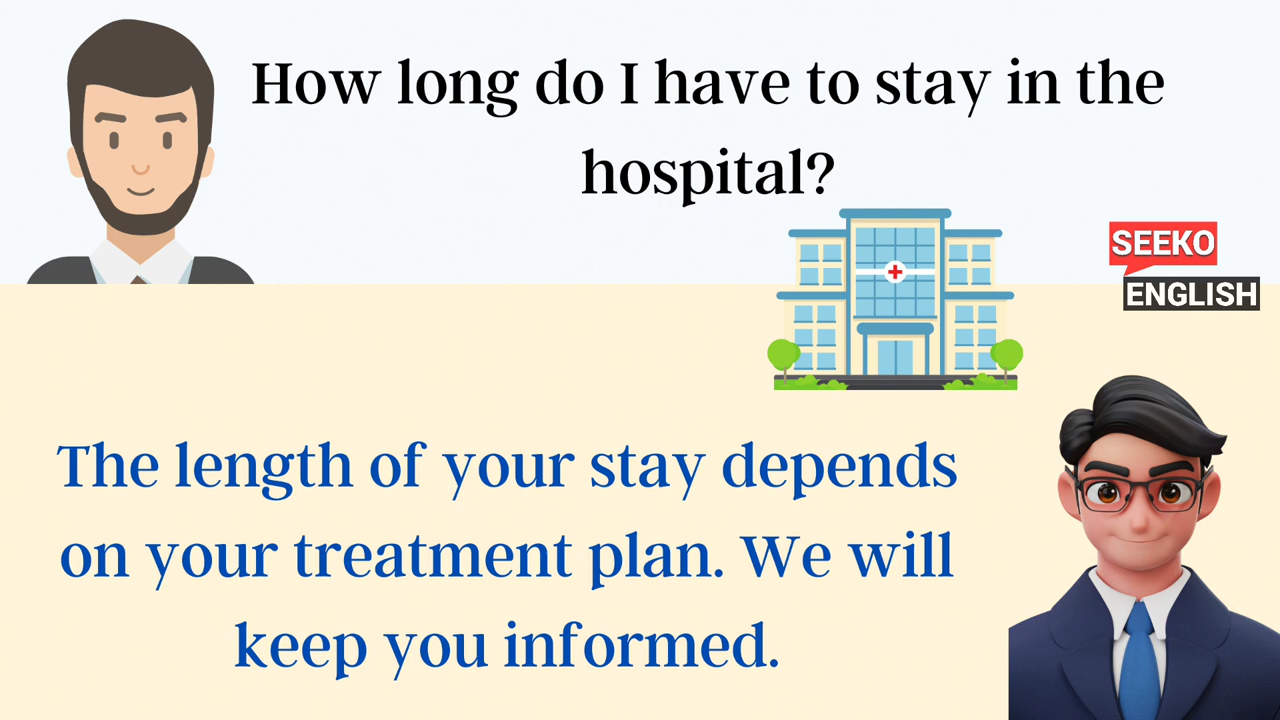 How long do I have to stay in the
hospital?
SEEKO
ENGLISH
The length of your stay depends
on your treatment plan. We will
keep you informed.